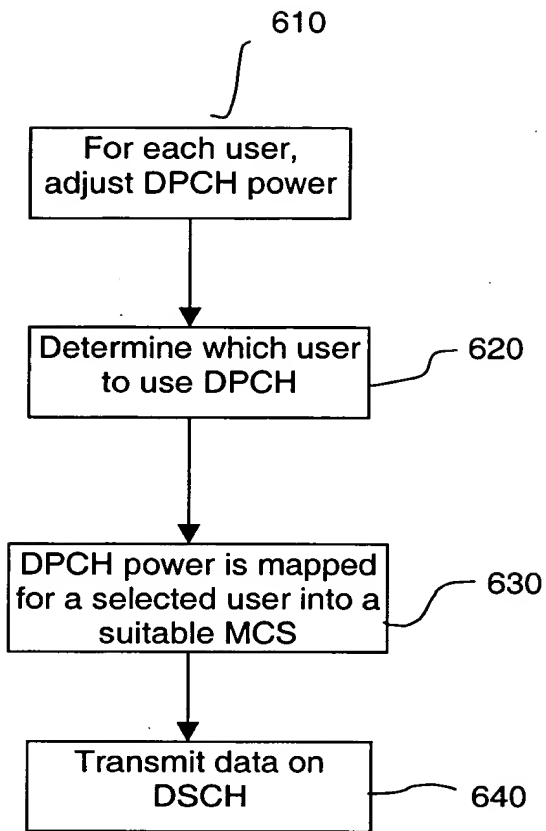 610
For each user,
adjust DPCH power
Determine which user
to use DPCH
620
DPCH power is mapped
for a selected user into a
suitable MCS
630
Transmit data on
DSCH
640